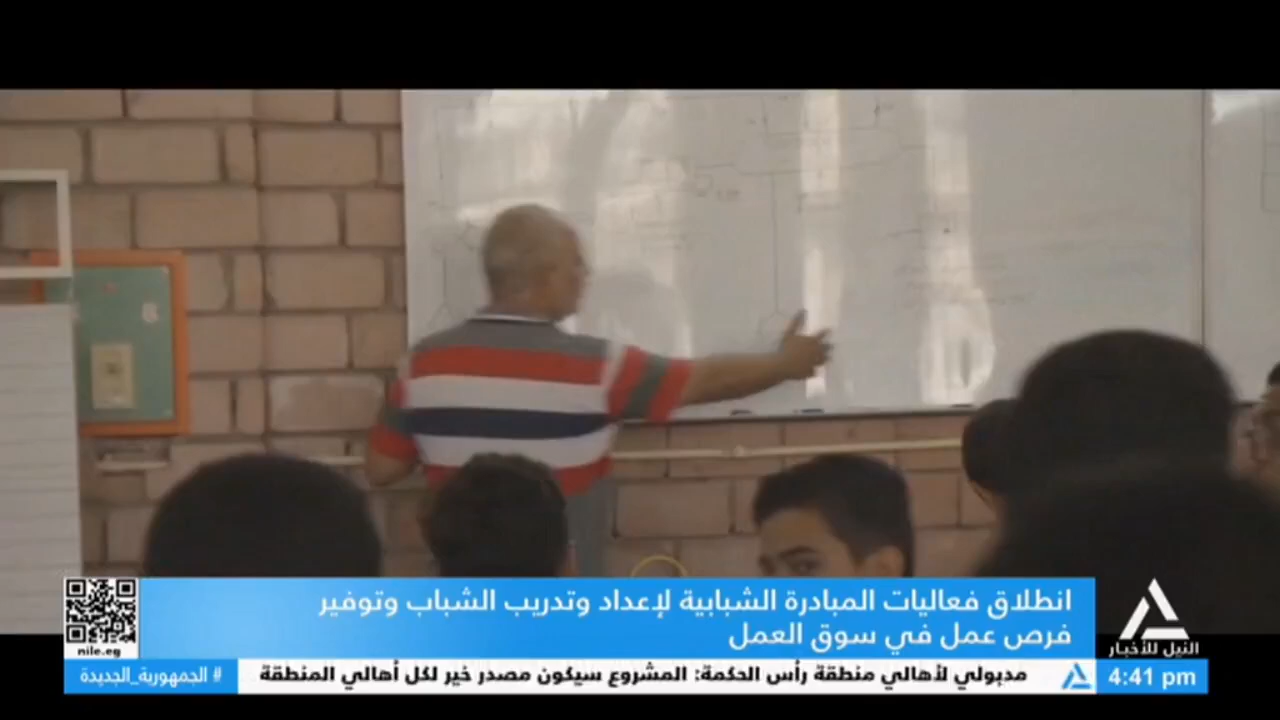 انطلاق فعاليات المبادرة الشبابية لإعداد وتدريب الشباب وتوفير
فرص عمل في سوق العمل
nile.eg
النيل للأخبار
4:41 pm
مدبولي لأهالي منطقة رأس الحكمة: المشروع سيكون مصدر خير لكل أهالي المنطقة
# الجمهورية_الجديدة